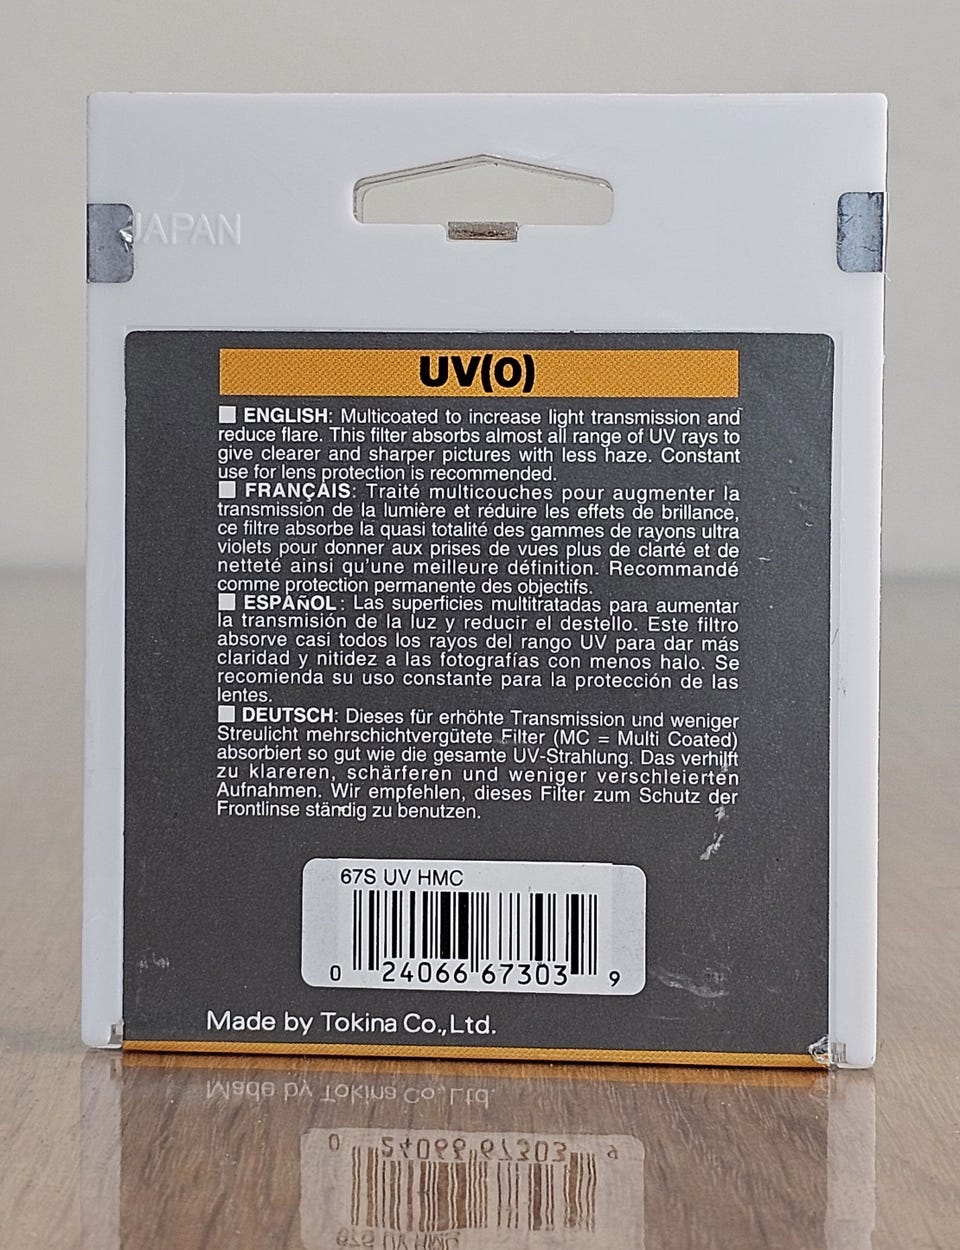 JAPAN
UV(0)
ENGLISH: Multicoated to increase light transmission and
reduce flare. This filter absorbs almost all range of UV rays to
give clearer and sharper pictures with less haze. Constant
use for lens protection is recommended.
FRANÇAIS: Traité multicouches pour augmenter la
transmission de la lumière et réduire les effets de brillance,
ce filtre absorbe la quasi totalité des gammes de rayons ultra
violets pour donner aux prises de vues plus de clarté et de
netteté ainsi qu'une meilleure définition. Recommandé
comme protection permanente des objectifs.
ESPAñOL: Las superficies multitratadas para aumentar
la transmisión de la luz y reducir el destello. Este filtro
absorve casi todos los rayos del rango UV para dar más
claridad y nitidez a las fotografías con menos halo. Se
recomienda su uso constante para la protección de las
lentes.
DEUTSCH: Dieses für erhöhte Transmission und weniger
Streulicht mehrschichtvergütete Filter (MC = Multi Coated)
absorbiert so gut wie die gesamte UV-Strahlung. Das verhilft
zu klareren, schärferen und weniger verschleierten
Aufnahmen. Wir empfehlen, dieses Filter zum Schutz der
Frontlinse ständig zu benutzen.
67S UV HMC
0 24066 67303 9
Made by Tokina Co.,Ltd.